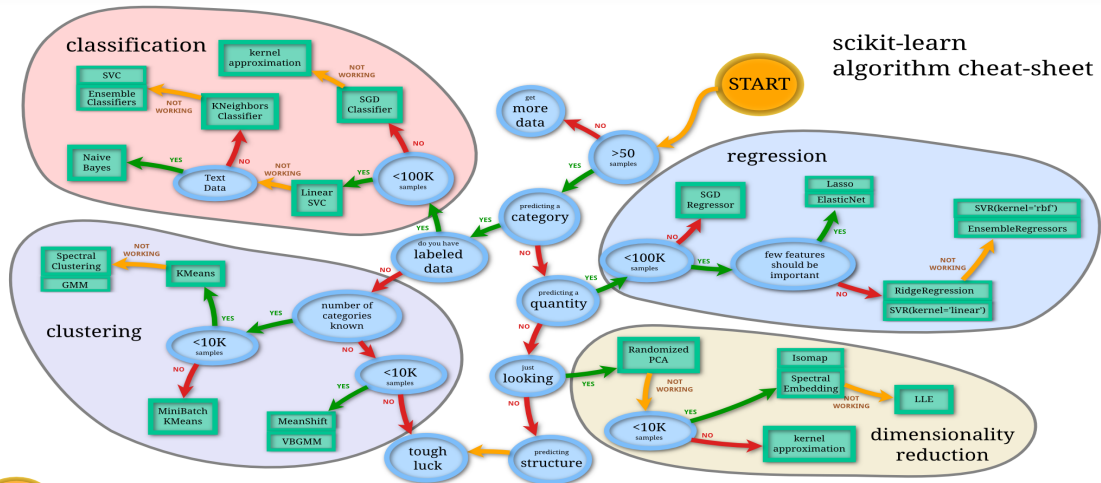 scikit-learn
algorithm cheat-sheet
START
classification
kernel
approximation
NOT
WORKING
SVC
Ensemble
Classifiers
NOT
WORKING
KNeighbors
Classifier
SGD
Classifier
NO
Naive
Bayes
YES
Text
Data
NO
NOT
WORKING
Linear
SVC
YES
<100K
samples
YES
get
more
data
NO
>50
samples
YES
predicting a
category
YES
NO
do you have
labeled
data
NO
predicting a
quantity
YES
NO
just
looking
YES
NO
predicting
structure
tough
luck
regression
SGD
Regressor
NO
<100K
samples
YES
Lasso
ElasticNet
YES
few features
should be
important
NO
SVR(kernel='rbf')
EnsembleRegressors
NOT
WORKING
RidgeRegression
SVR(kernel='linear')
clustering
Spectral
Clustering
GMM
NOT
WORKING
KMeans
YES
<10K
samples
NO
MiniBatch
KMeans
YES
number of
categories
known
NO
<10K
samples
YES
NO
MeanShift
VBGMM
Randomized
PCA
NOT
WORKING
<10K
samples
YES
NO
Isomap
Spectral
Embedding
NOT
WORKING
LLE
kernel
approximation
dimensionality
reduction